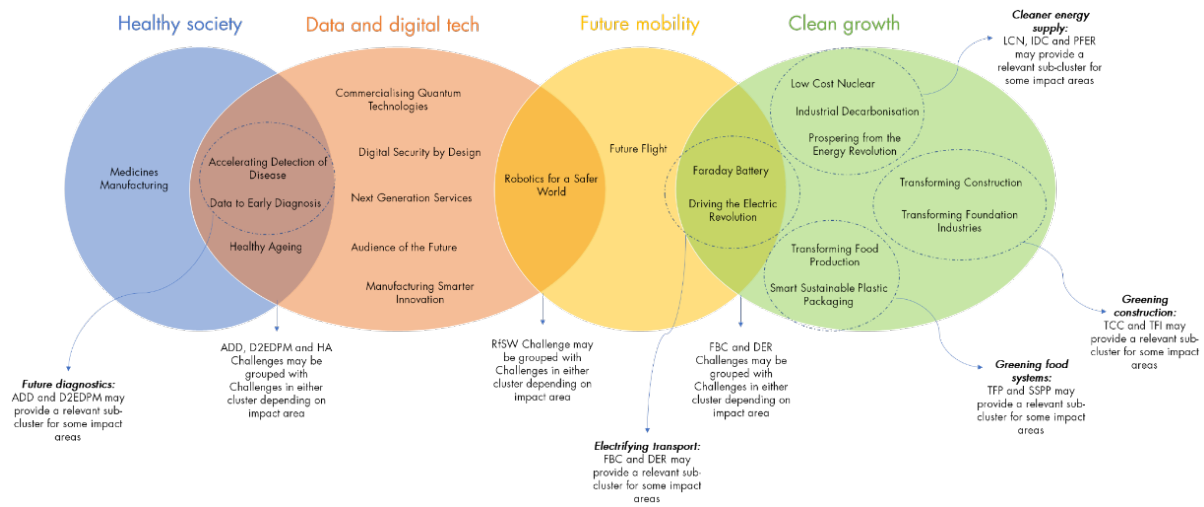 Healthy society
Data and digital tech
Future mobility
Clean growth
Cleaner energy
supply:
LCN, IDC and PFER
may provide a
relevant sub-cluster for
some impact areas
Medicines
Manufacturing
Accelerating Detection of
Disease
Data to Early Diagnosis
Healthy Ageing
Commercialising Quantum
Technologies
Digital Security by Design
Next Generation Services
Audience of the Future
Manufacturing Smarter
Innovation
Robotics for a Safer
World
Future Flight
Faraday Battery
Driving the Electric
Revolution
Low Cost Nuclear
Industrial Decarbonisation
Prospering from the
Energy Revolution
Transforming Construction
Transforming Foundation
Industries
Transforming Food
Production
Smart Sustainable Plastic
Packaging
Future diagnostics:
ADD and D2EDPM may
provide a relevant sub-
cluster for some impact
areas
ADD, D2EDPM and HA
Challenges may be
grouped with
Challenges in either
cluster depending on
impact area
RfSW Challenge may
be grouped with
Challenges in either
cluster depending on
impact area
Electrifying transport:
FBC and DER may
provide a relevant sub-
cluster for some impact
areas
FBC and DER
Challenges may be
grouped with
Challenges in either
cluster depending on
impact area
Greening food
systems:
TFP and SSPP may
provide a relevant sub-
cluster for some impact
areas
Greening
construction:
TCC and TFI may
provide a relevant sub-
cluster for some impact
areas